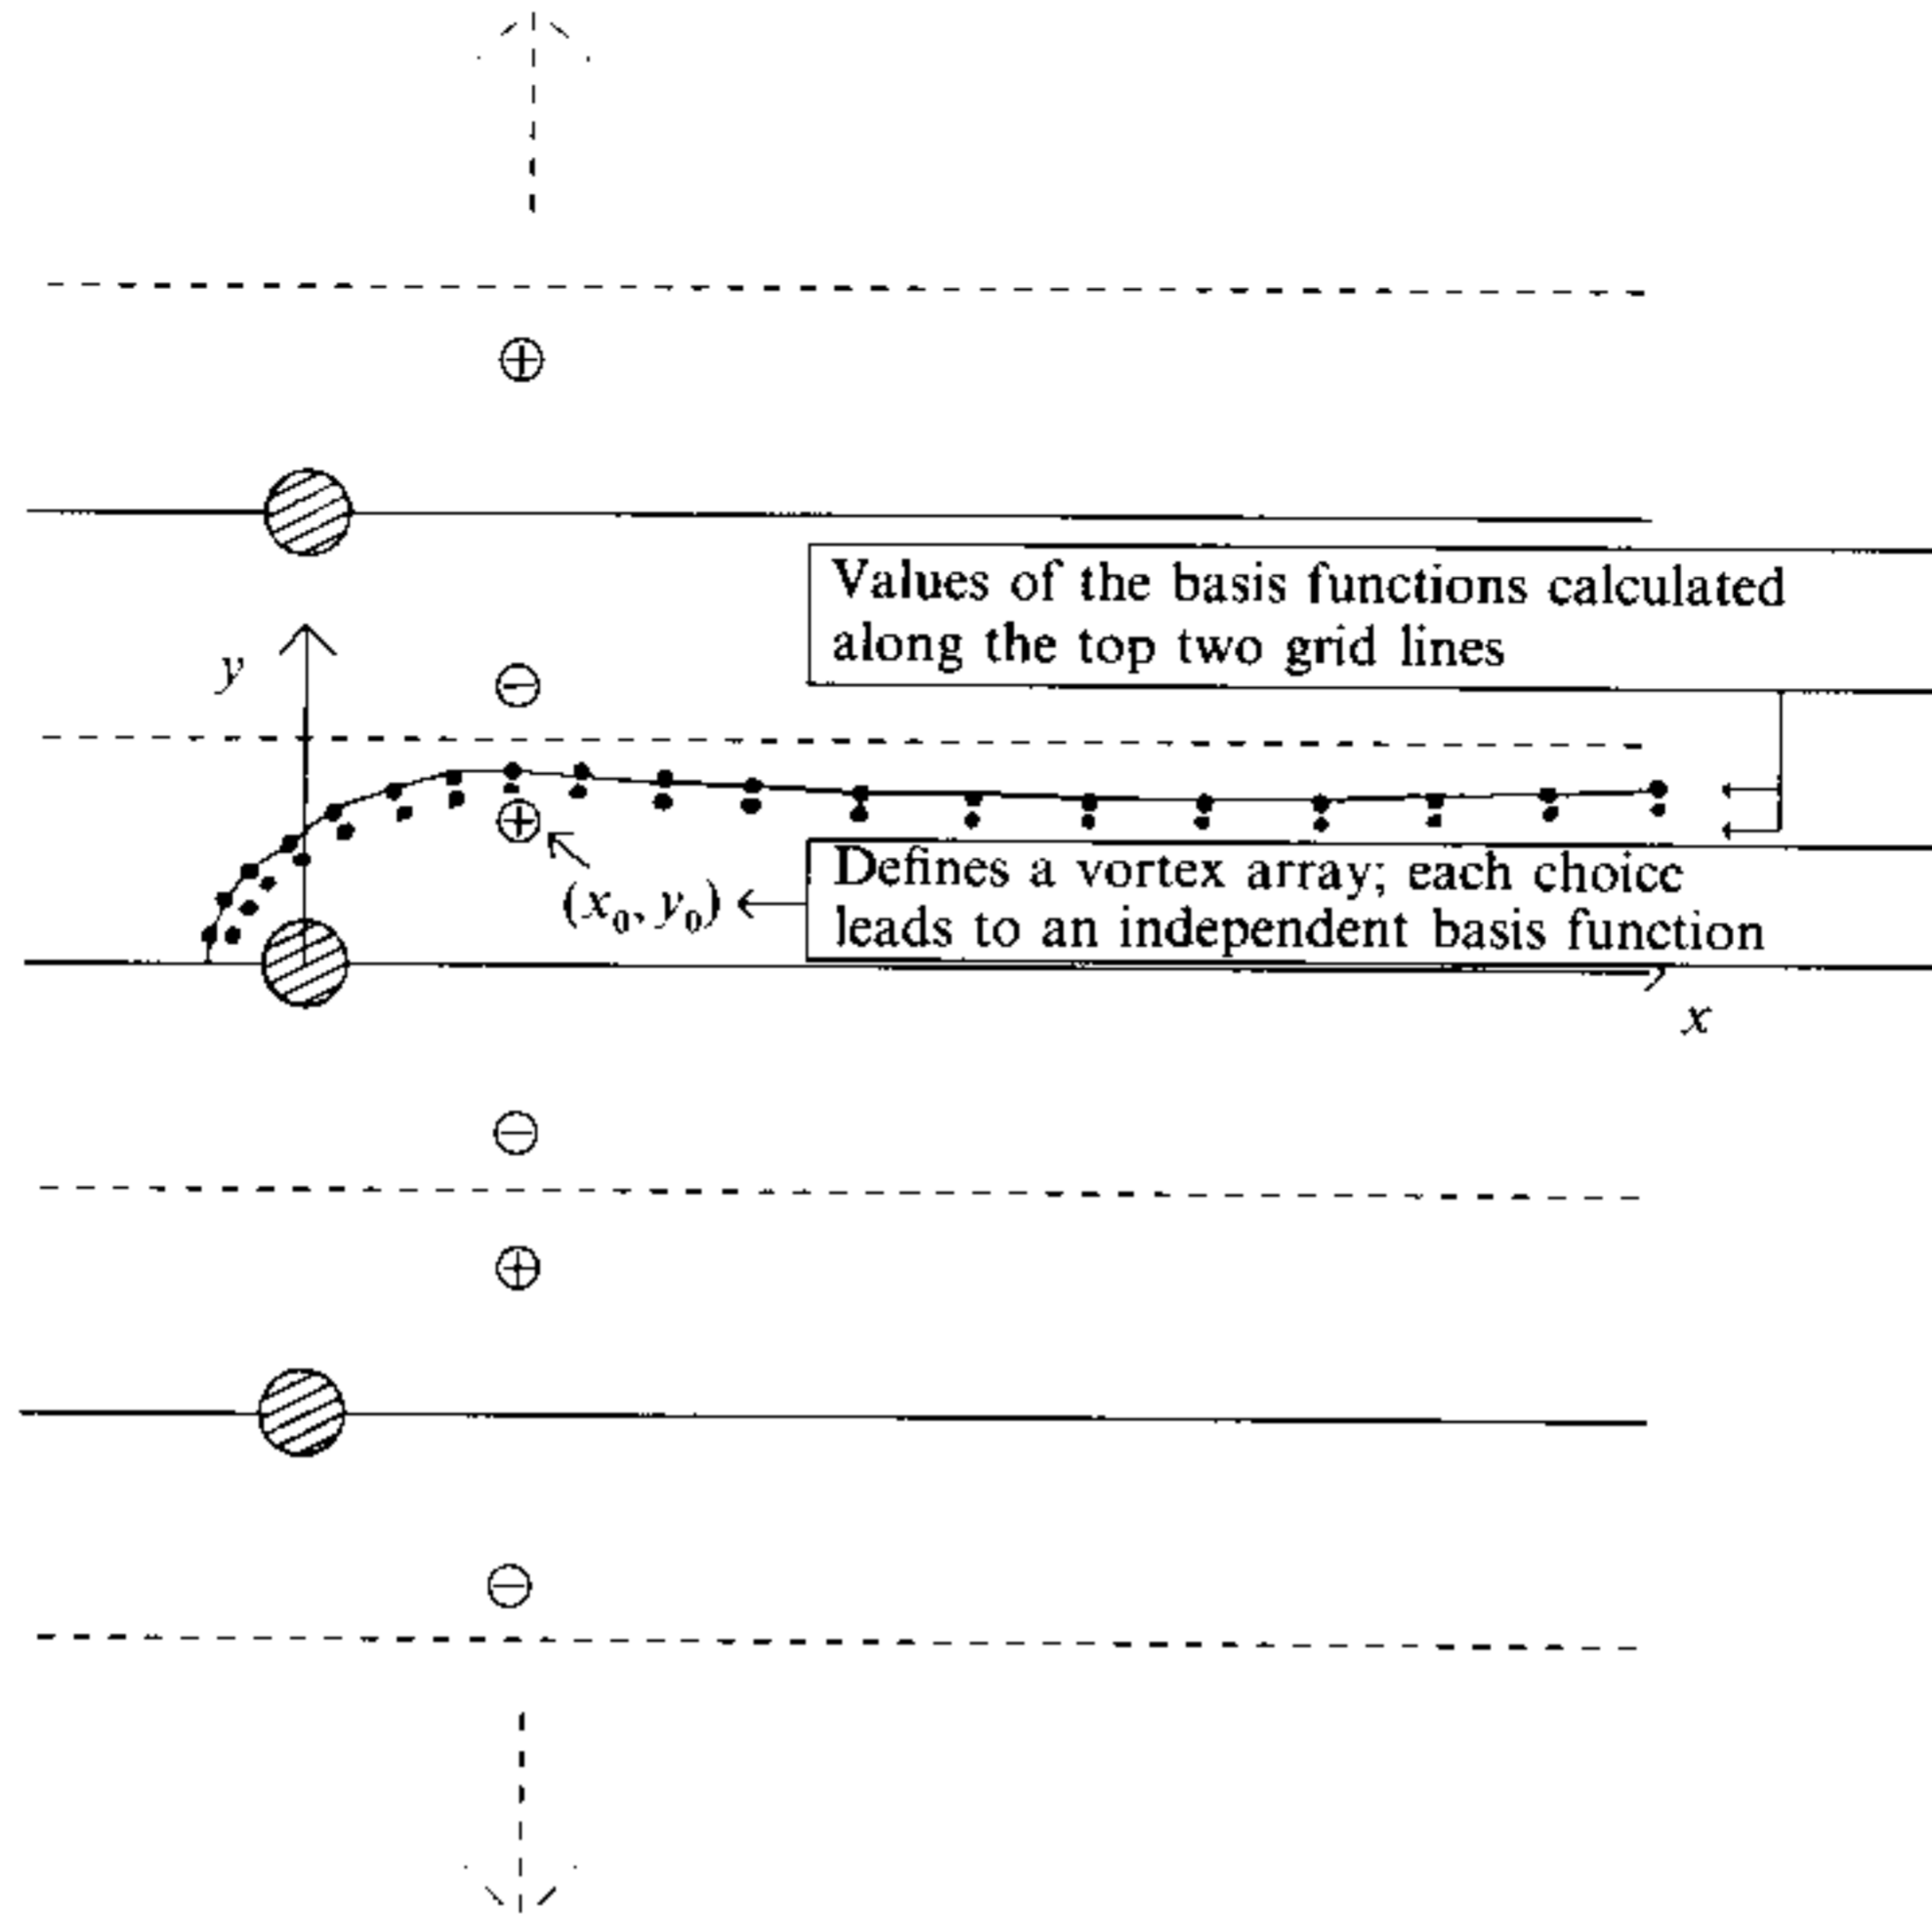 ⊕
Values of the basis functions calculated
along the top two grid lines
y
⊖
⊕
(x₀, y₀)
Defines a vortex array; each choice
leads to an independent basis function
x
⊖
⊕
⊖